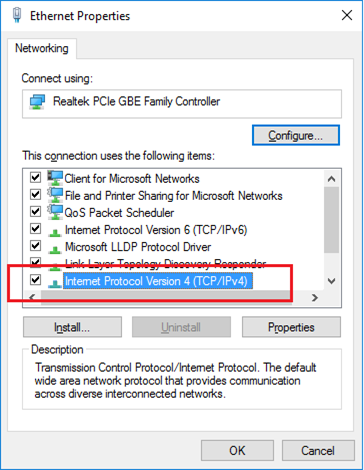 Ethernet Properties
Networking
Connect using:
Realtek PCIe GBE Family Controller
Configure...
This connection uses the following items:
Client for Microsoft Networks
File and Printer Sharing for Microsoft Networks
QoS Packet Scheduler
Internet Protocol Version 6 (TCP/IPv6)
Microsoft LLDP Protocol Driver
Link-Layer Topology Discovery Responder
Internet Protocol Version 4 (TCP/IPv4)
Install...
Uninstall
Properties
Description
Transmission Control Protocol/Internet Protocol. The default
wide area network protocol that provides communication
across diverse interconnected networks.
OK
Cancel